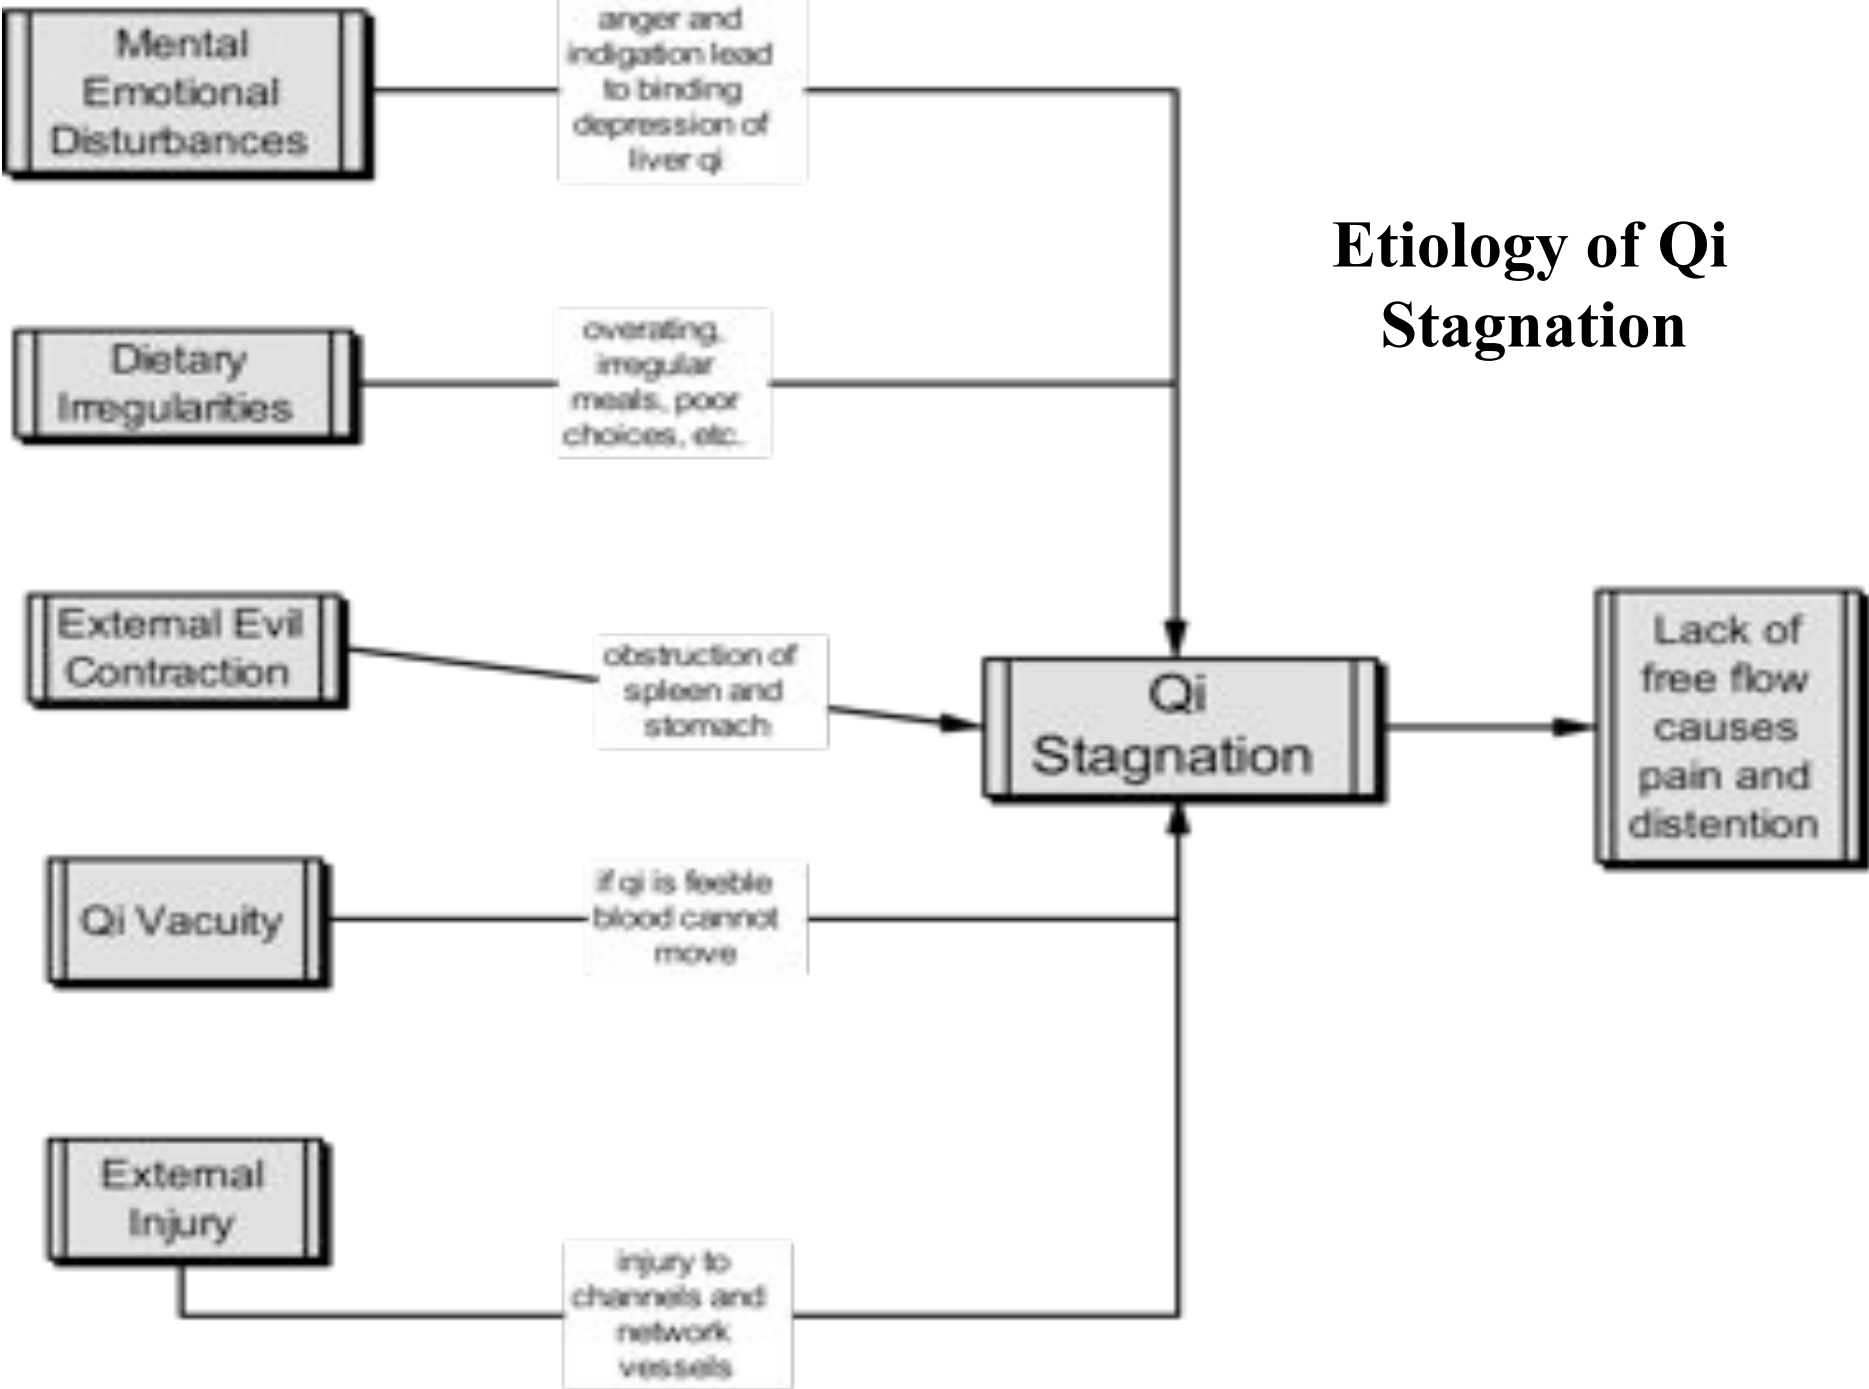 Mental
Emotional
Disturbances
anger and
indigation lead
to binding
depression of
liver qi
Etiology of Qi
Stagnation
Dietary
Irregularities
overating,
irregular
meals, poor
choices, etc.
External Evil
Contraction
obstruction of
spleen and
stomach
Qi
Stagnation
Lack of
free flow
causes
pain and
distention
Qi Vacuity
if qi is feeble
blood cannot
move
External
Injury
injury to
channels and
network
vessels